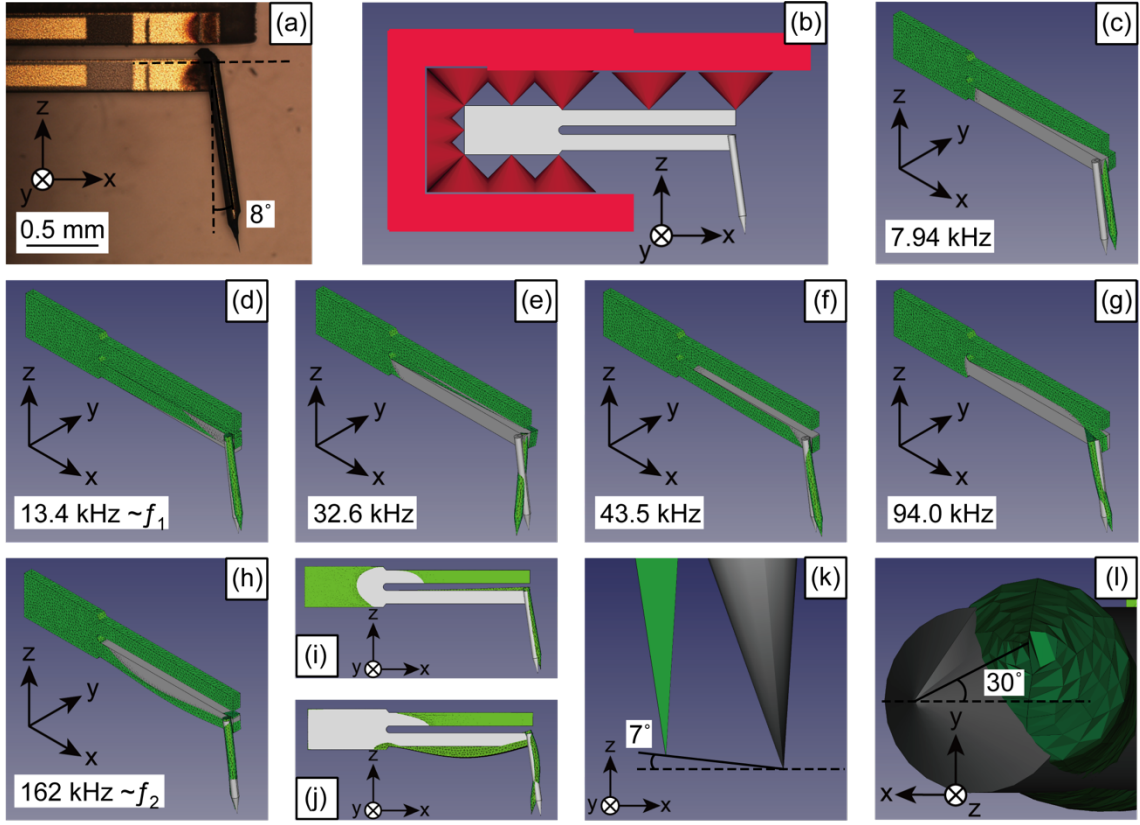 (a)
z
y
x
8°
0.5 mm
(b)
z
y
x
(c)
z
y
x
7.94 kHz
(d)
z
y
x
13.4 kHz ~f₁
(e)
z
y
x
32.6 kHz
(f)
z
y
x
43.5 kHz
(g)
z
y
x
94.0 kHz
(h)
z
y
x
162 kHz ~f₂
(i)
z
y
x
(j)
z
y
x
(k)
7°
z
y
x
(l)
30°
y
x
z